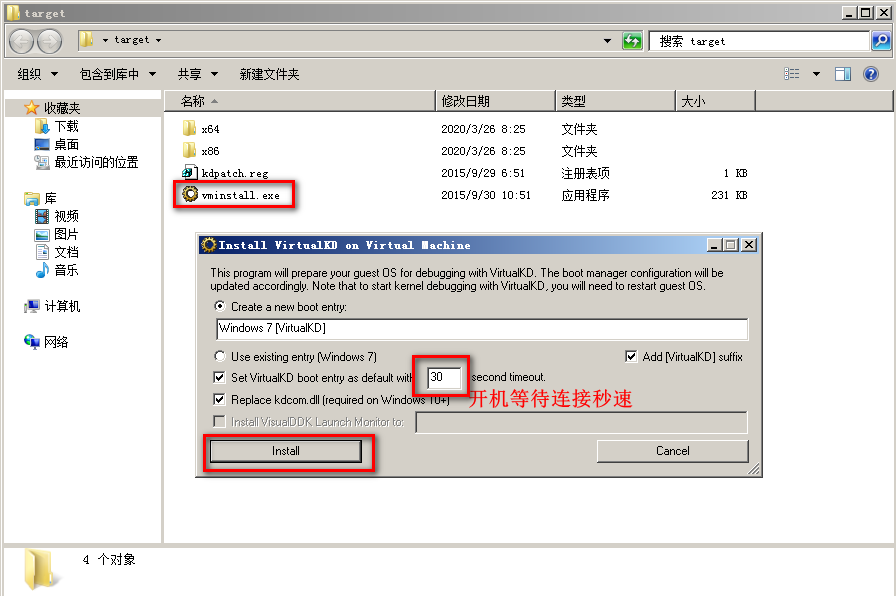 target
target
搜索 target
组织
包含到库中
共享
新建文件夹
收藏夹
下载
桌面
最近访问的位置
库
视频
图片
文档
音乐
计算机
网络
名称
修改日期
类型
大小
x64
2020/3/26 8:25
文件夹
x86
2020/3/26 8:25
文件夹
kdpatch.reg
2015/9/29 6:51
注册表项
1 KB
vminstall.exe
2015/9/30 10:51
应用程序
231 KB
Install VirtualKD on Virtual Machine
This program will prepare your guest OS for debugging with VirtualKD. The boot manager configuration will be
updated accordingly. Note that to start kernel debugging with VirtualKD, you will need to restart guest OS.
Create a new boot entry:
Windows 7 [VirtualKD]
Use existing entry (Windows 7)
Add [VirtualKD] suffix
Set VirtualKD boot entry as default with
30
second timeout.
Replace kdcom.dll (required on Windows 10+)
开机等待连接秒速
Install VisualDDK Launch Monitor to:
Install
Cancel
4 个对象